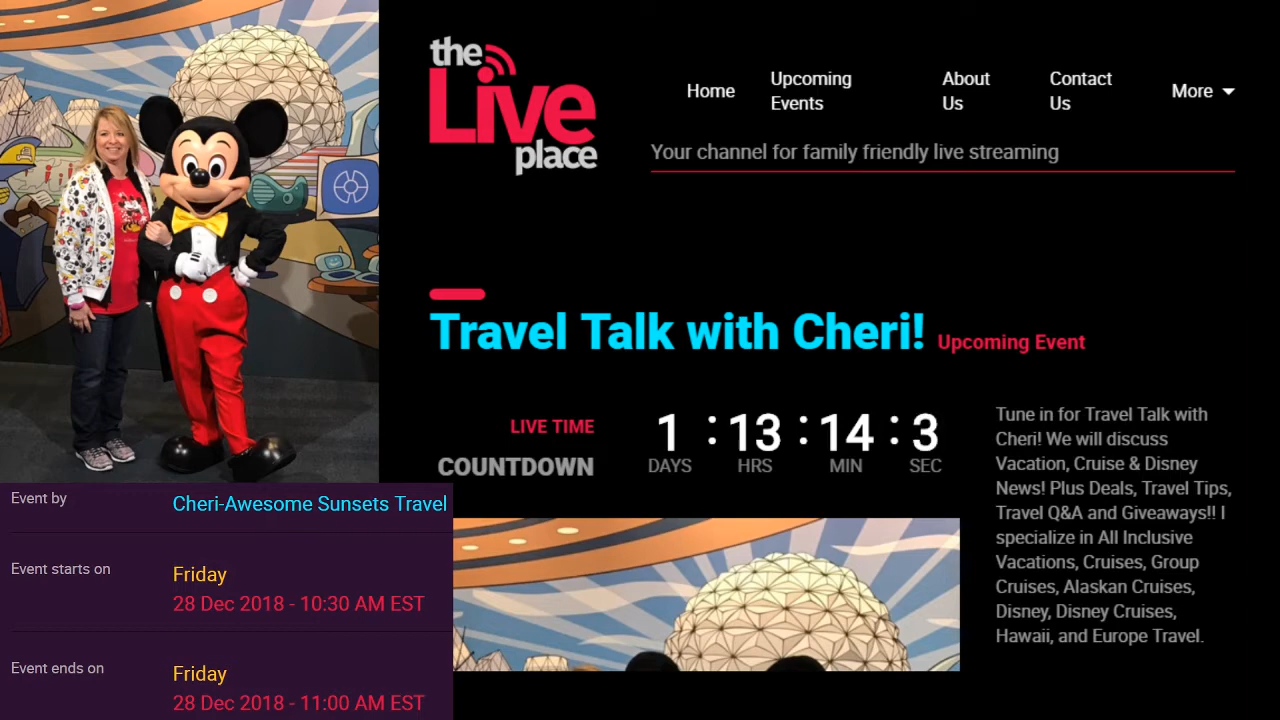 the
Live
place
Home
Upcoming
Events
About
Us
Contact
Us
More
Your channel for family friendly live streaming
Travel Talk with Cheri! Upcoming Event
LIVE TIME
COUNTDOWN
1 : 13 : 14 : 3
DAYS HRS MIN SEC
Tune in for Travel Talk with
Cheri! We will discuss
Vacation, Cruise & Disney
News! Plus Deals, Travel Tips,
Travel Q&A and Giveaways!! I
specialize in All Inclusive
Vacations, Cruises, Group
Cruises, Alaskan Cruises,
Disney, Disney Cruises,
Hawaii, and Europe Travel.
Event by Cheri-Awesome Sunsets Travel
Event starts on Friday
28 Dec 2018 - 10:30 AM EST
Event ends on Friday
28 Dec 2018 - 11:00 AM EST